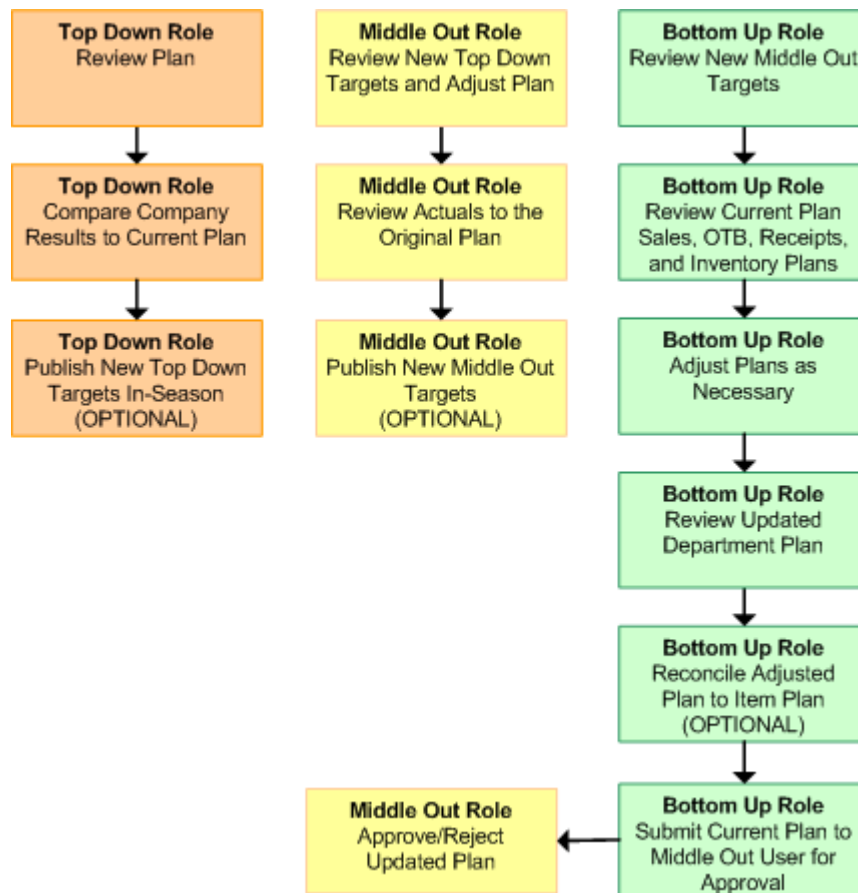 Top Down Role
Review Plan
Top Down Role
Compare Company
Results to Current Plan
Top Down Role
Publish New Top Down
Targets In-Season
(OPTIONAL)
Middle Out Role
Review New Top Down
Targets and Adjust Plan
Middle Out Role
Review Actuals to the
Original Plan
Middle Out Role
Publish New Middle Out
Targets
(OPTIONAL)
Bottom Up Role
Review New Middle Out
Targets
Bottom Up Role
Review Current Plan
Sales, OTB, Receipts,
and Inventory Plans
Bottom Up Role
Adjust Plans as
Necessary
Bottom Up Role
Review Updated
Department Plan
Bottom Up Role
Reconcile Adjusted
Plan to Item Plan
(OPTIONAL)
Bottom Up Role
Submit Current Plan to
Middle Out User for
Approval
Middle Out Role
Approve/Reject
Updated Plan